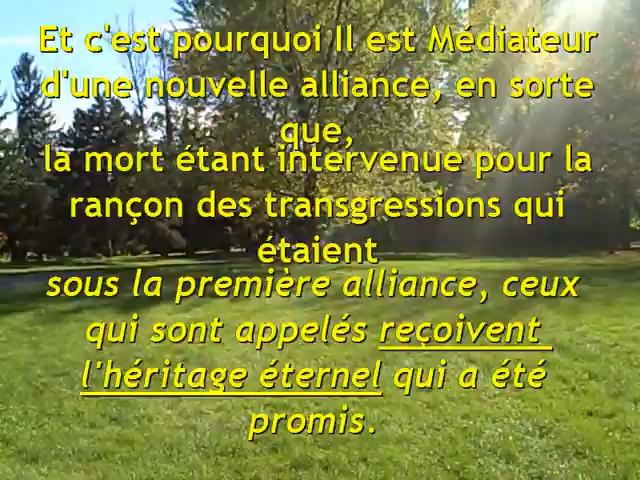 Et c'est pourquoi Il est Médiateur
d'une nouvelle alliance, en sorte
que,
la mort étant intervenue pour la
rançon des transgressions qui
étaient
sous la première alliance, ceux
qui sont appelés reçoivent
l'héritage éternel qui a été
promis.